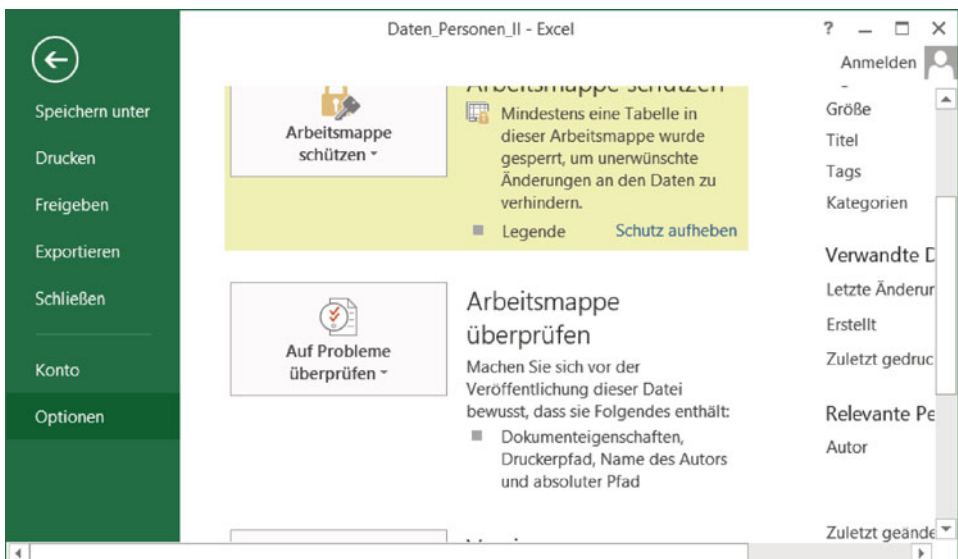 Daten_Personen_II - Excel
?
Anmelden
Speichern unter
Drucken
Freigeben
Exportieren
Schließen
Konto
Optionen
Arbeitsmappe
schützen
Arbeitsmappe schützen
Mindestens eine Tabelle in
dieser Arbeitsmappe wurde
gesperrt, um unerwünschte
Änderungen an den Daten zu
verhindern.
Legende Schutz aufheben
Auf Probleme
überprüfen
Arbeitsmappe
überprüfen
Machen Sie sich vor der
Veröffentlichung dieser Datei
bewusst, dass sie Folgendes enthält:
Dokumenteigenschaften,
Druckerpfad, Name des Autors
und absoluter Pfad
Größe
Titel
Tags
Kategorien
Verwandte D
Letzte Änderur
Erstellt
Zuletzt gedruc
Relevante Pe
Autor
Zuletzt geände